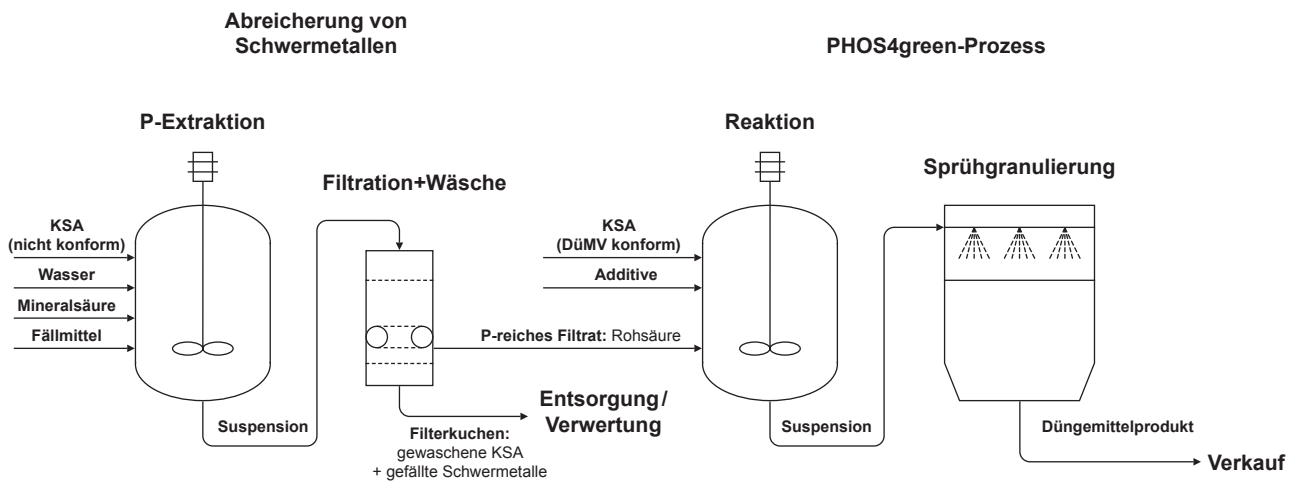 Abreicherung von
Schwermetallen
PHOS4green-Prozess
P-Extraktion
Reaktion
Filtration+Wäsche
Sprühgranulierung
KSA
(nicht konform)
Wasser
Mineralsäure
Fällmittel
KSA
(DüMV konform)
Additive
P-reiches Filtrat: Rohsäure
Suspension
Entsorgung/
Verwertung
Filterkuchen:
gewaschene KSA
+ gefällte Schwermetalle
Suspension
Düngemittelprodukt
Verkauf